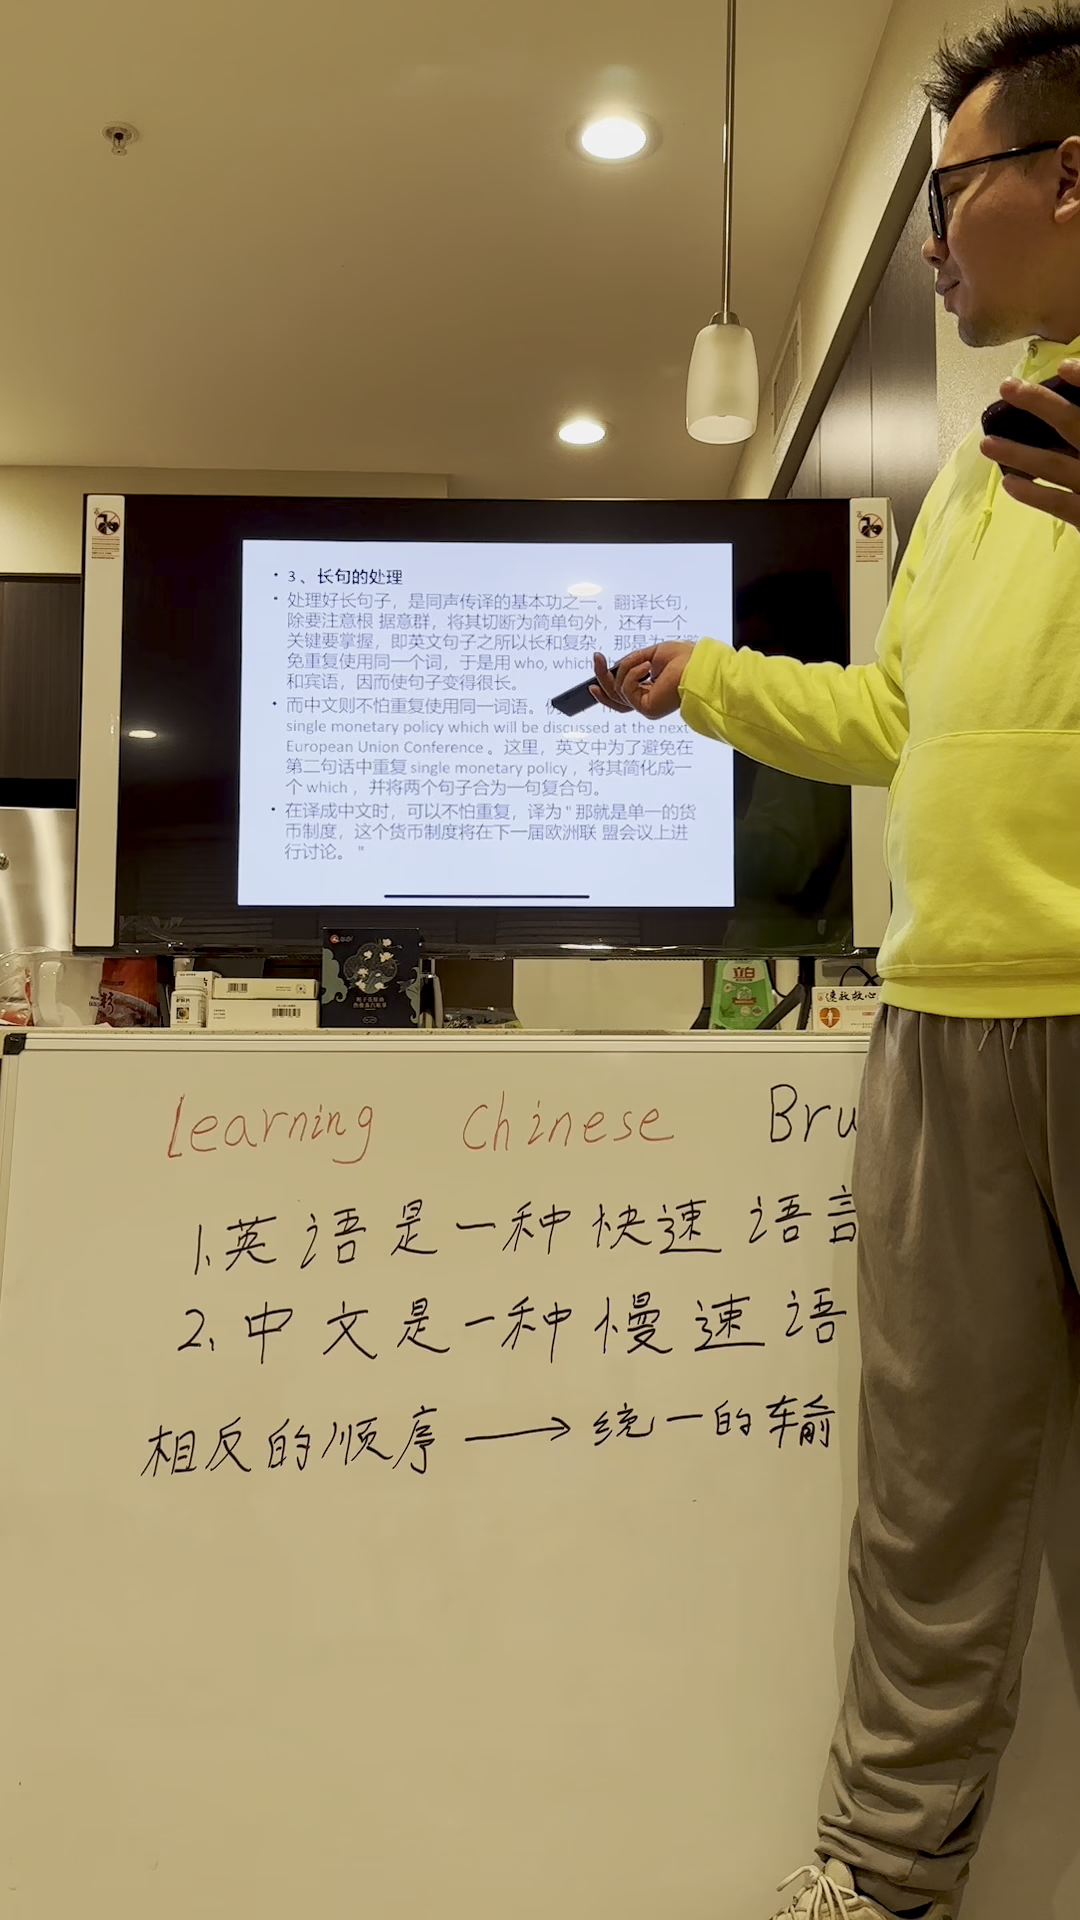 • 3、长句的处理
• 处理好长句子，是同声传译的基本功之一。翻译长句，
除要注意根 据意群，将其切断为简单句外，还有一个
关键要掌握，即英文句子之所以长和复杂，那是为了避
免重复使用同一个词，于是用 who, which
和宾语，因而使句子变得很长。
• 而中文则不怕重复使用同一词语。
single monetary policy which will be discussed at the next
European Union Conference 。这里，英文中为了避免在
第二句话中重复 single monetary policy ，将其简化成一
个 which ，并将两个句子合为一句复合句。
• 在译成中文时，可以不怕重复，译为 " 那就是单一的货
币制度，这个货币制度将在下一届欧洲联 盟会议上进
行讨论。 "
立白
速效救心
learning Chinese Bru
1、英语是一种快速语言
2、中文是一种慢速语
相反的顺序 → 统一的输